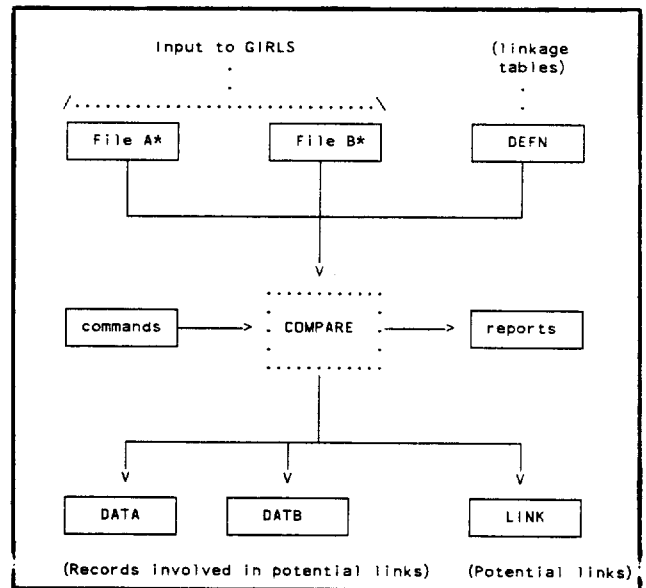 Input to GIRLS
(linkage
tables)
File A*
File B*
DEFN
commands
COMPARE
reports
DATA
DATB
LINK
(Records involved in potential links)
(Potential links)